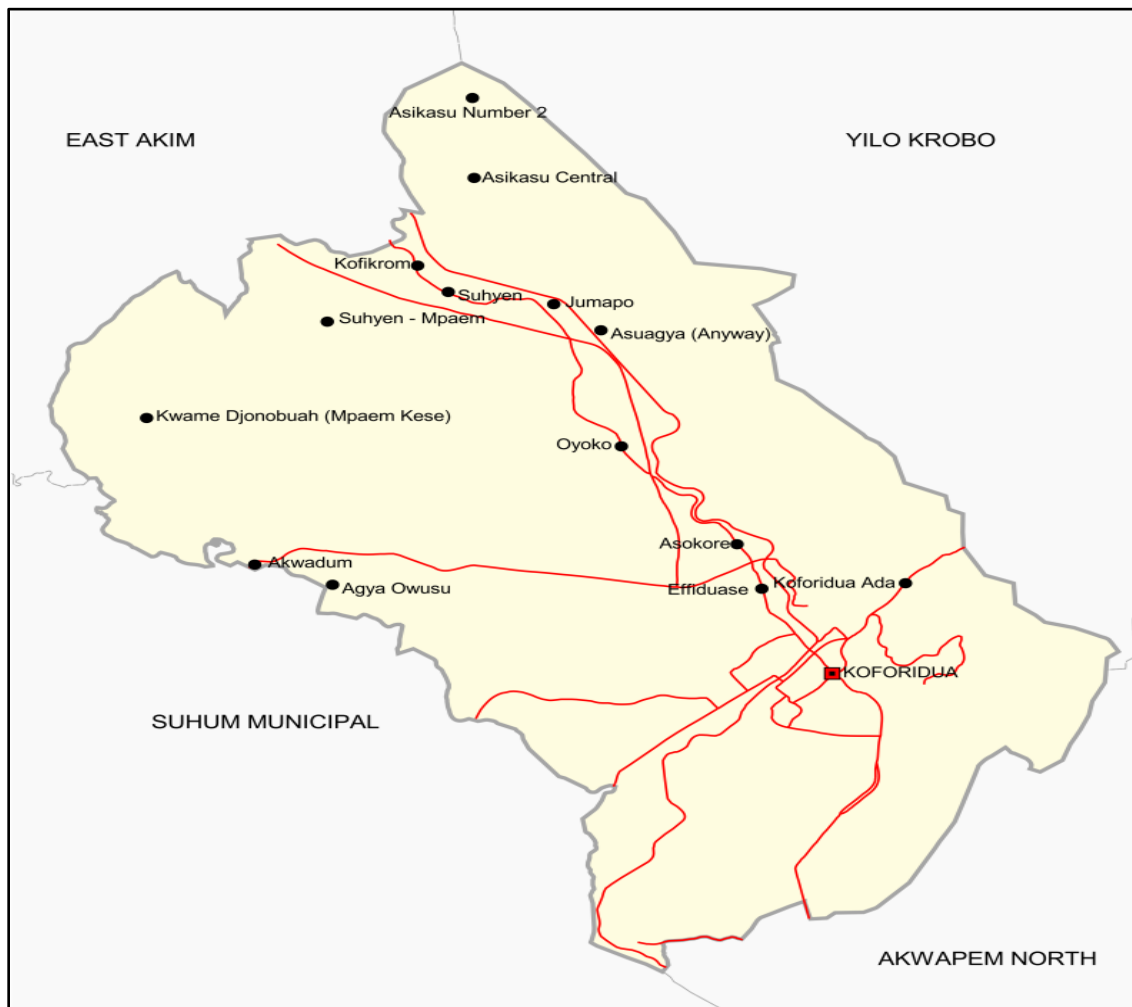 Asikasu Number 2
EAST AKIM
YILO KROBO
Asikasu Central
Kofikrom
Suhyen
Jumapo
Suhyen - Mpaem
Asuagya (Anyway)
Kwame Djonobuah (Mpaem Kese)
Oyoko
Asokore
Akwadum
Agya Owusu
Effiduase
Koforidua Ada
KOFORIDUA
SUHUM MUNICIPAL
AKWAPEM NORTH